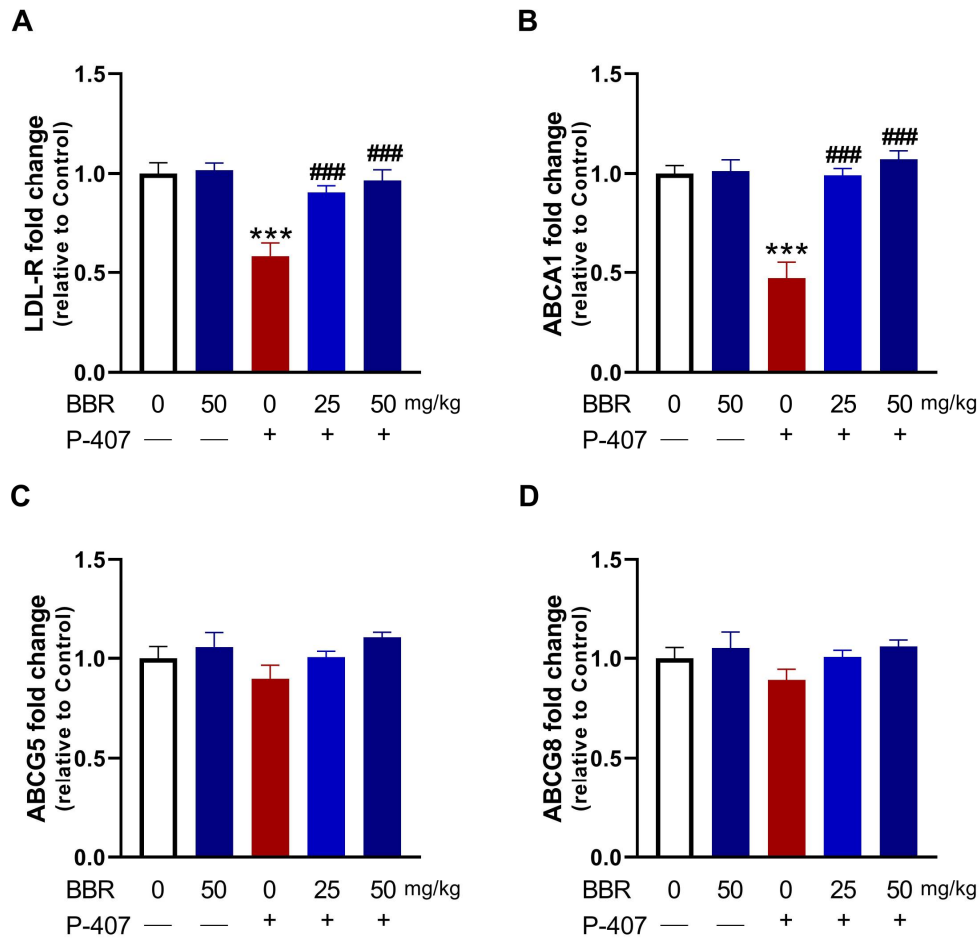 A
LDL-R fold change
(relative to Control)
1.5
1.0
0.5
0.0
***
###
###
BBR 0 50 0 25 50 mg/kg
P-407 — — + + +
B
ABCA1 fold change
(relative to Control)
1.5
1.0
0.5
0.0
***
###
###
BBR 0 50 0 25 50 mg/kg
P-407 — — + + +
C
ABCG5 fold change
(relative to Control)
1.5
1.0
0.5
0.0
BBR 0 50 0 25 50 mg/kg
P-407 — — + + +
D
ABCG8 fold change
(relative to Control)
1.5
1.0
0.5
0.0
BBR 0 50 0 25 50 mg/kg
P-407 — — + + +